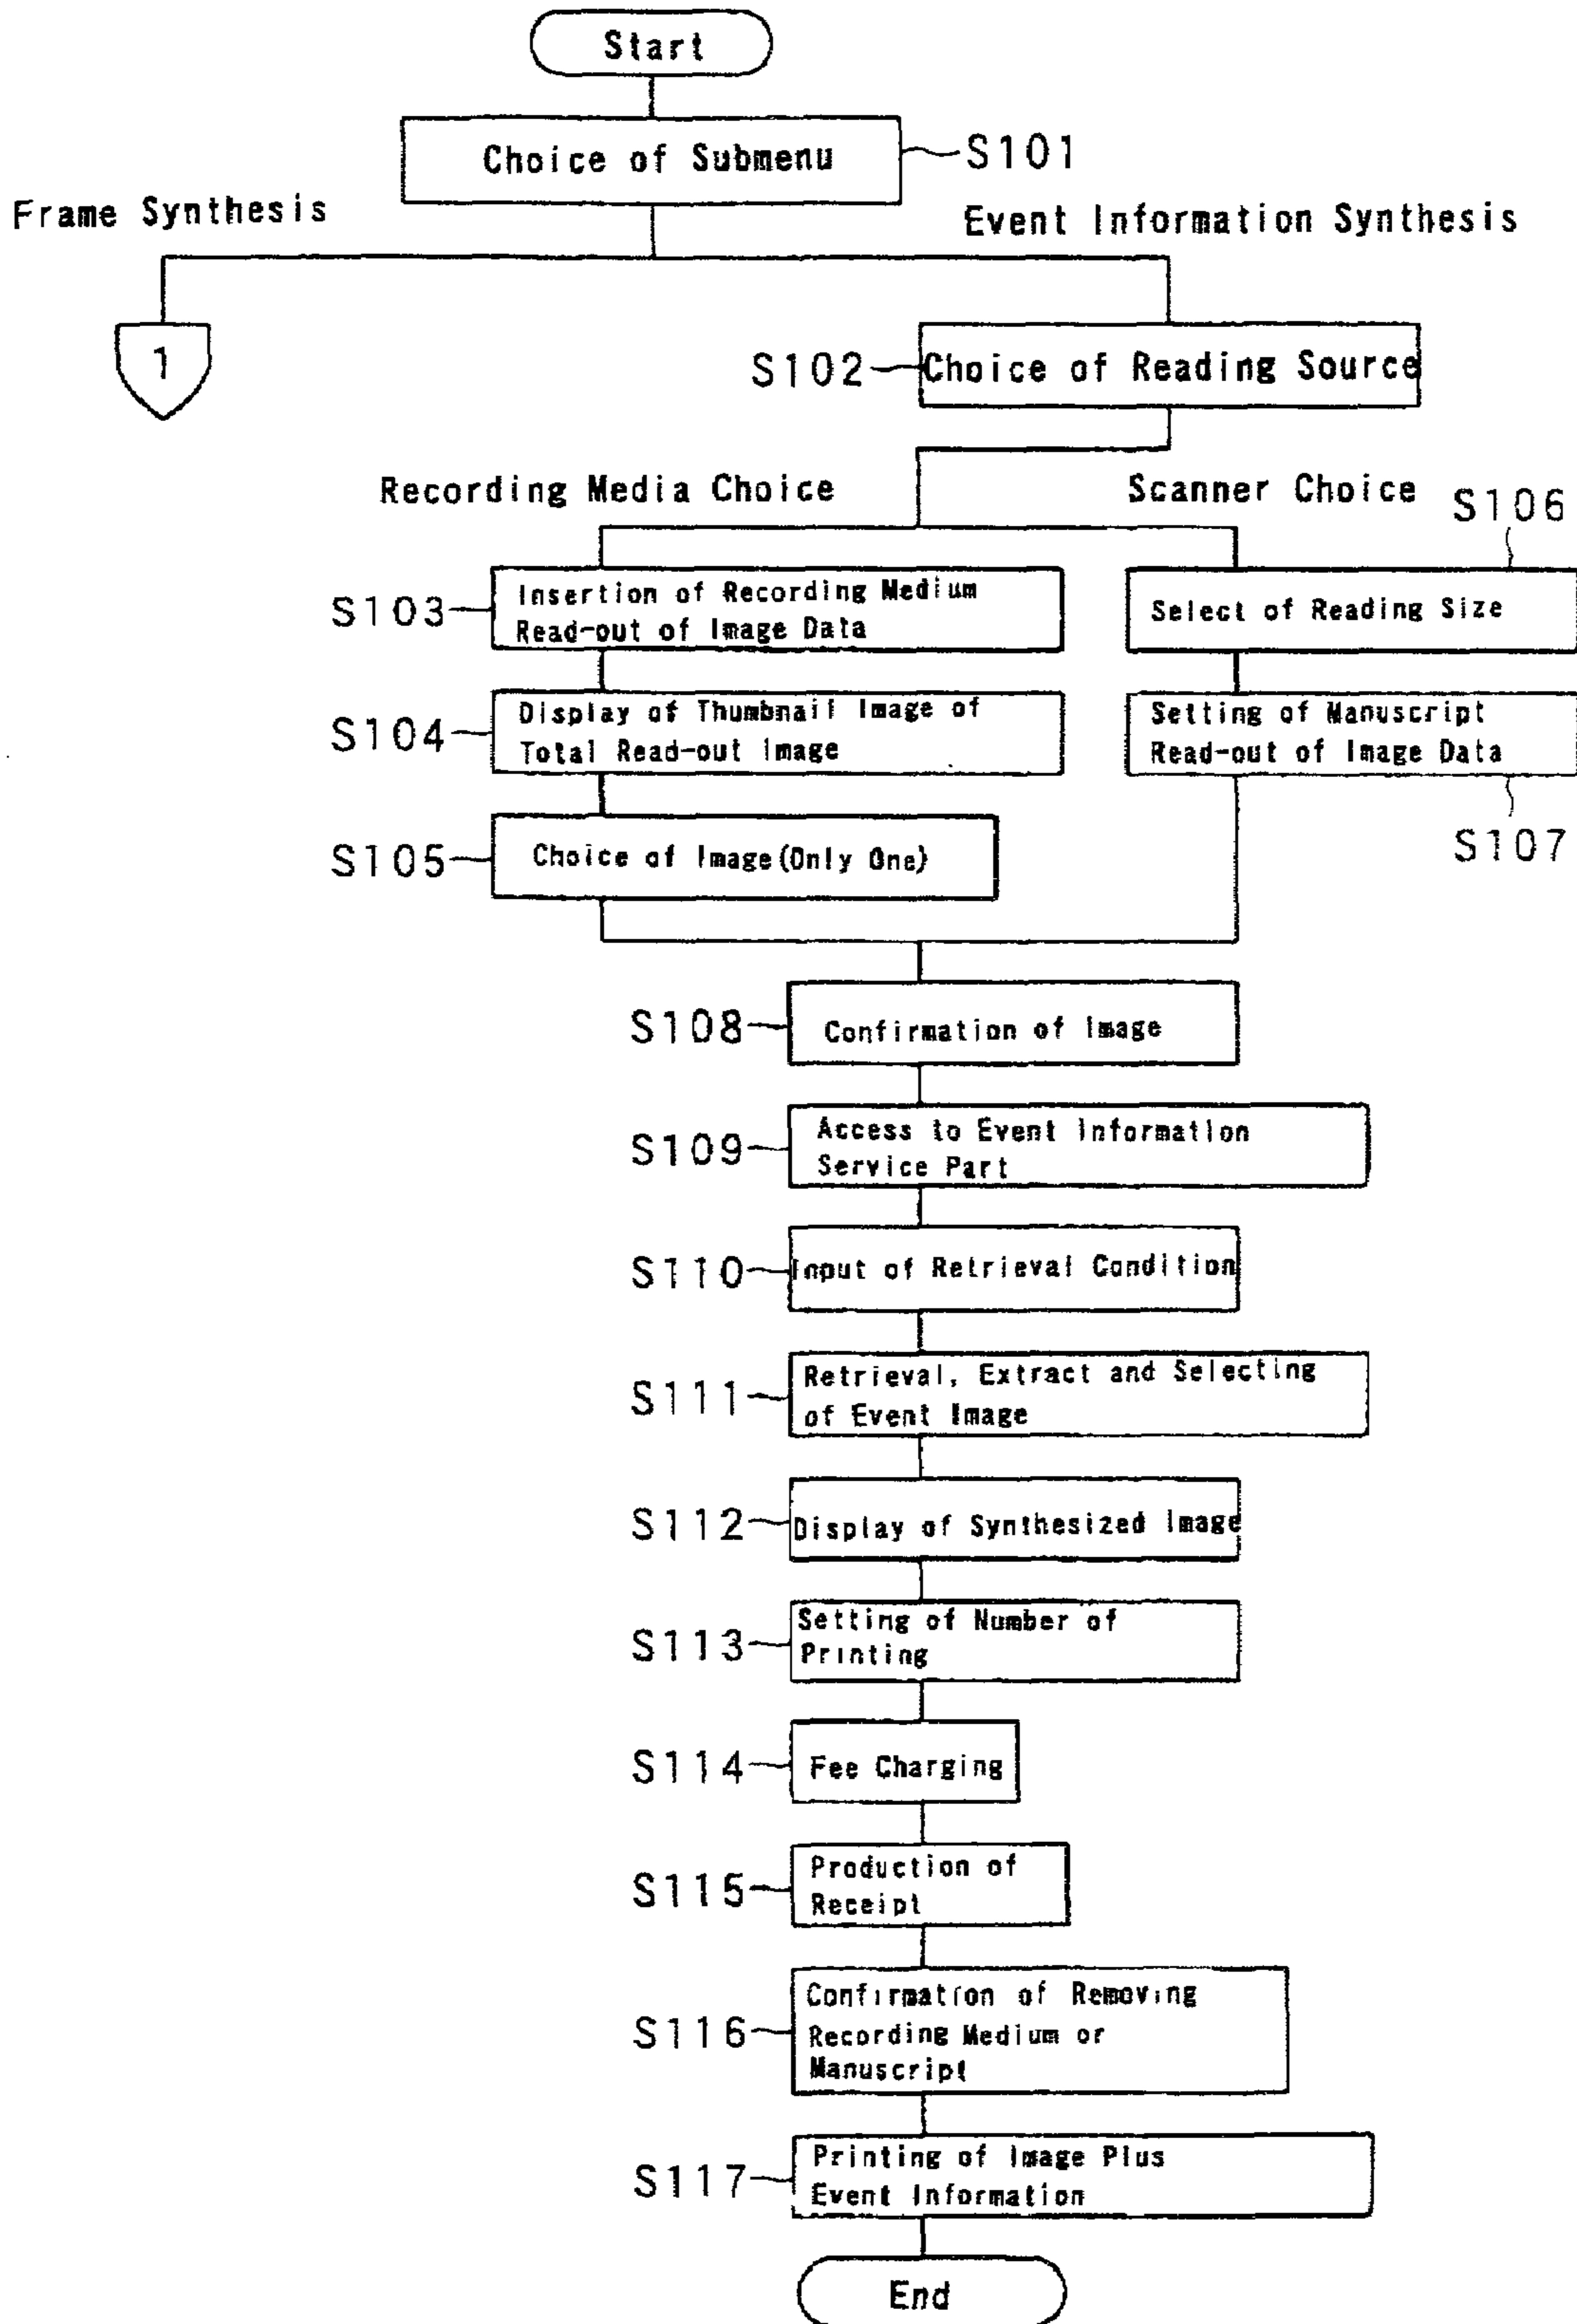 Start
Choice of Submenu
S101
Frame Synthesis
Event Information Synthesis
1
S102
Choice of Reading Source
Recording Media Choice
Scanner Choice
S106
S103
Insertion of Recording Medium
Read-out of Image Data
Select of Reading Size
S104
Display of Thumbnail Image of
Total Read-out Image
Setting of Manuscript
Read-out of Image Data
S107
S105
Choice of Image(Only One)
S108
Confirmation of Image
S109
Access to Event Information
Service Part
S110
Input of Retrieval Condition
S111
Retrieval, Extract and Selecting
of Event Image
S112
Display of Synthesized Image
S113
Setting of Number of
Printing
S114
Fee Charging
S115
Production of
Receipt
S116
Confirmation of Removing
Recording Medium or
Manuscript
S117
Printing of Image Plus
Event Information
End